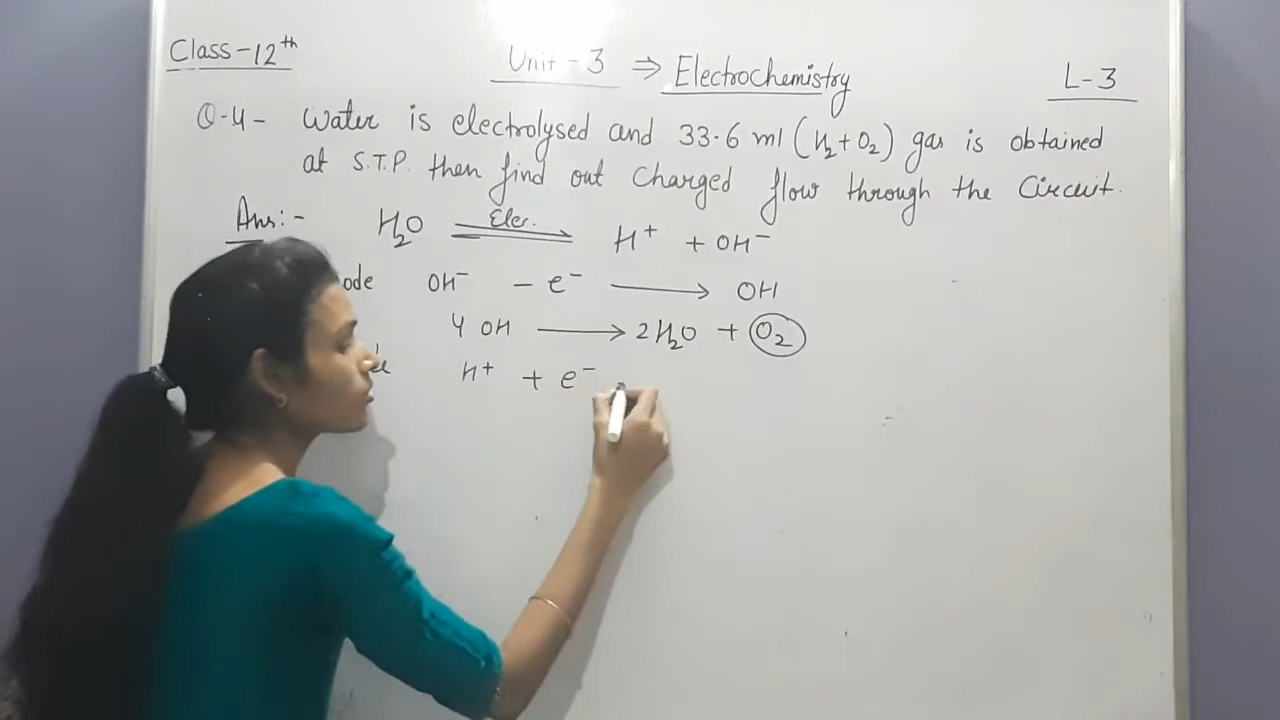 Class-12th
Unit-3 ⇒ Electrochemistry
L-3
Q-4- Water is electrolysed and 33.6 ml (H2+O2) gas is obtained
at S.T.P. then find out Charged flow through the Circuit.
Ans:- H2O Elec. H+ + OH-
ode OH- - e- → OH
4 OH → 2H2O + O2
de H+ + e-